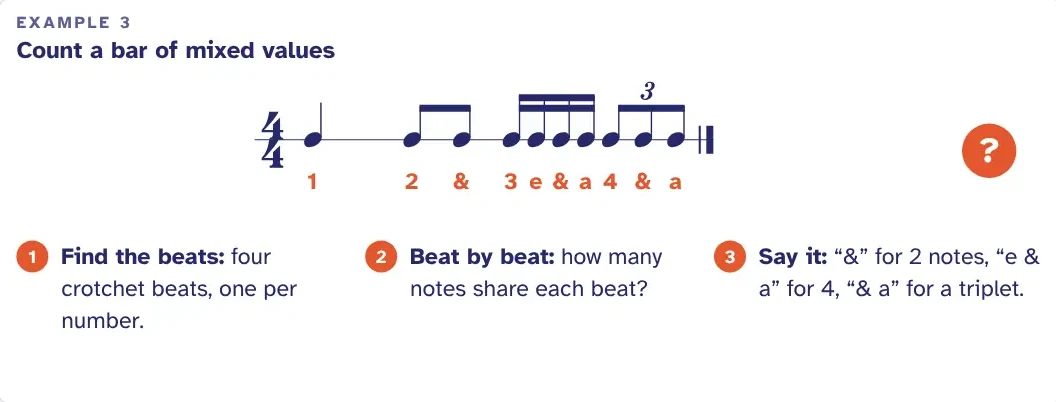 EXAMPLE 3
Count a bar of mixed values
3
4
4
?
1 2 & 3 e & a 4 & a
1 Find the beats: four
crotchet beats, one per
number.
2 Beat by beat: how many
notes share each beat?
3 Say it: “&” for 2 notes, “e &
a” for 4, “& a” for a triplet.